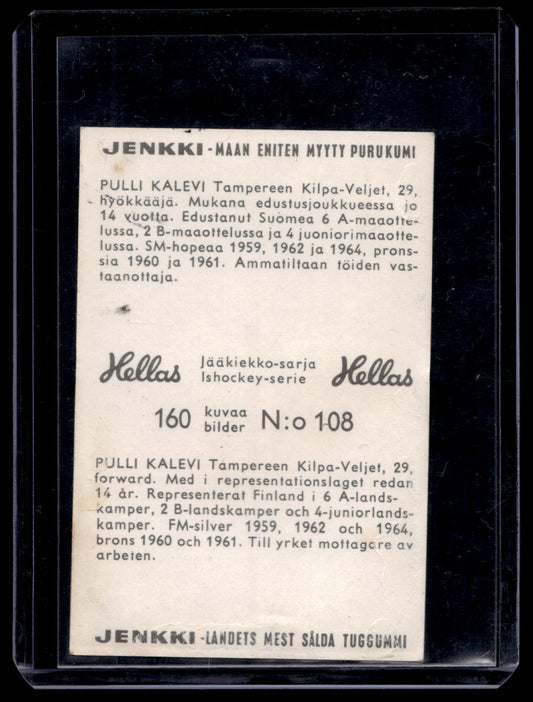 JENKKI - MAAN ENITEN MYYTY PURUKUMI
PULLI KALEVI Tampereen Kilpa-Veljet, 29,
hyökkääjä. Mukana edustusjoukkueessa jo
14 vuotta. Edustanut Suomea 6 A-maaotte-
lussa, 2 B-maaottelussa ja 4 juoniorimaaotte-
lussa. SM-hopeaa 1959, 1962 ja 1964, prons-
sia 1960 ja 1961. Ammatiltaan töiden vas-
taanottaja.
Hellas Jääkiekko-sarja Hellas
Ishockey-serie
160 kuvaa N:o 108
bilder
PULLI KALEVI Tampereen Kilpa-Veljet, 29,
forward. Med i representationslaget redan
14 år. Representerat Finland i 6 A-lands-
kamper, 2 B-landskamper och 4-juniorlands-
kamper. FM-silver 1959, 1962 och 1964,
brons 1960 och 1961. Till yrket mottagare av
arbeten.
JENKKI - LANDETS MEST SÅLDA TUGGUMMI